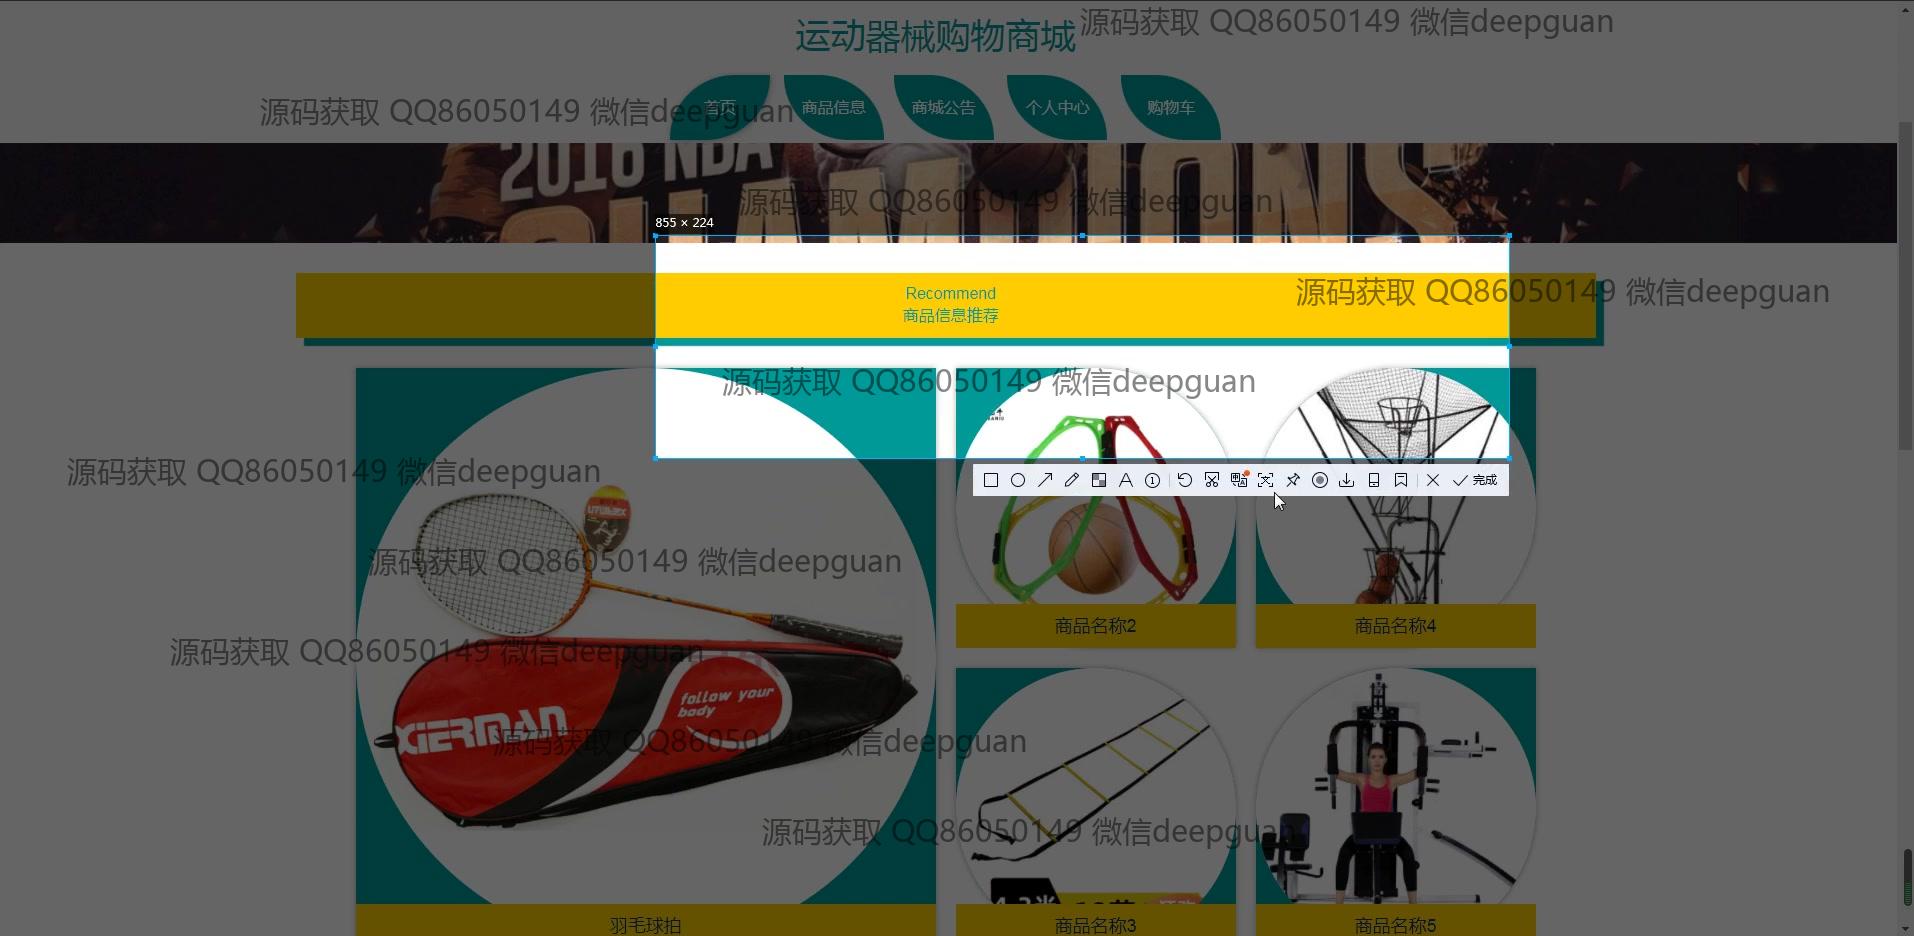 运动器械购物商城
源码获取 QQ86050149 微信deepguan
首页
商品信息
商城公告
个人中心
购物车
源码获取 QQ86050149 微信deepguan
2016 NBA
CHAMPIONS
源码获取 QQ86050149 微信deepguan
855 × 224
Recommend
商品信息推荐
源码获取 QQ86050149 微信deepguan
源码获取 QQ86050149 微信deepguan
源码获取 QQ86050149 微信deepguan
完成
源码获取 QQ86050149 微信deepguan
商品名称2
商品名称4
源码获取 QQ86050149 微信deepguan
follow your
body
XIERMAN
源码获取 QQ86050149 微信deepguan
源码获取 QQ86050149 微信deepguan
羽毛球拍
商品名称3
商品名称5